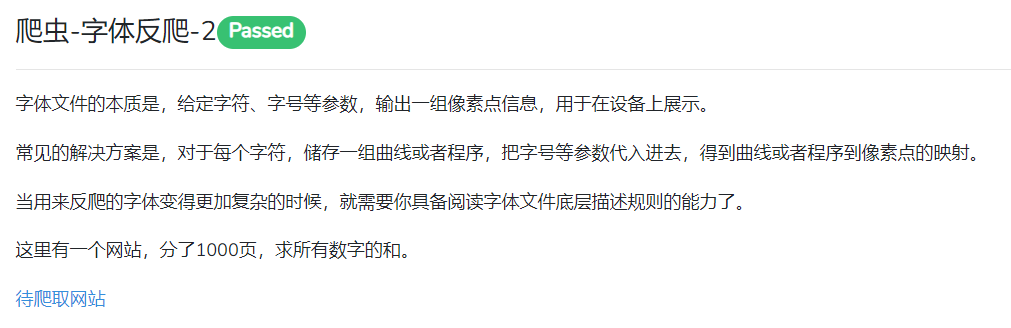 爬虫-字体反爬-2 Passed
字体文件的本质是，给定字符、字号等参数，输出一组像素点信息，用于在设备上展示。
常见的解决方案是，对于每个字符，储存一组曲线或者程序，把字号等参数代入进去，得到曲线或者程序到像素点的映射。
当用来反爬的字体变得更加复杂的时候，就需要你具备阅读字体文件底层描述规则的能力了。
这里有一个网站，分了1000页，求所有数字的和。
待爬取网站